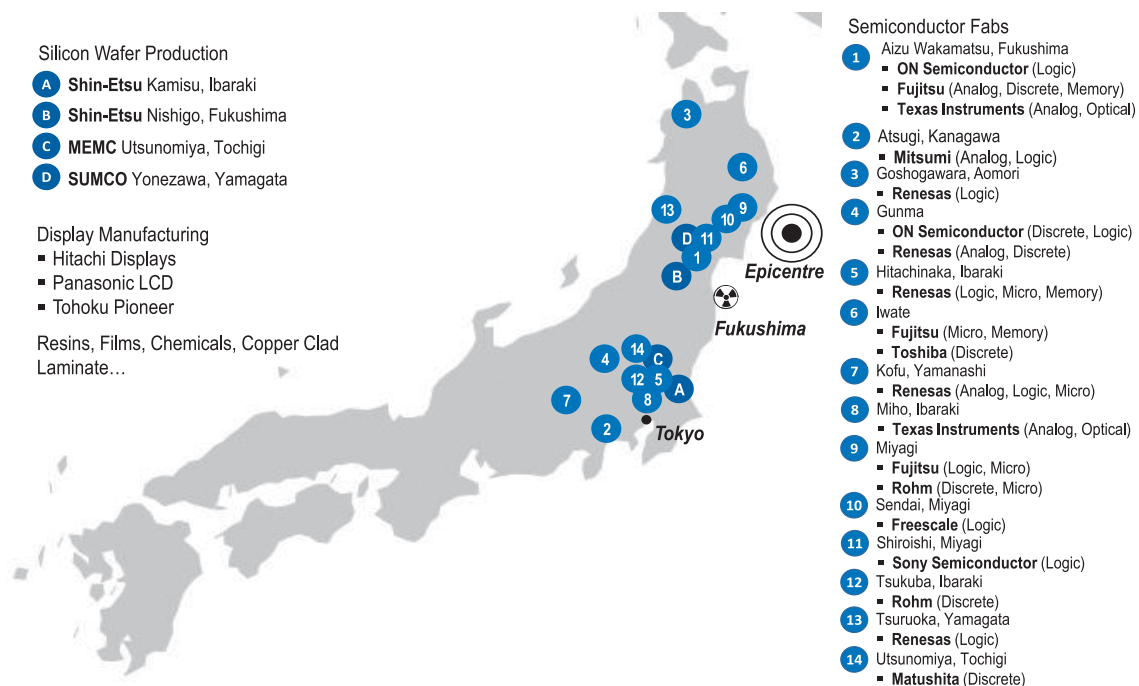 Silicon Wafer Production
A Shin-Etsu Kamisu, Ibaraki
B Shin-Etsu Nishigo, Fukushima
C MEMC Utsunomiya, Tochigi
D SUMCO Yonezawa, Yamagata
Display Manufacturing
▪ Hitachi Displays
▪ Panasonic LCD
▪ Tohoku Pioneer
Resins, Films, Chemicals, Copper Clad
Laminate…
3
6
13
9
10
D
11
1
B
Epicentre
Fukushima
14
4
C
12
5
A
7
8
2
Tokyo
Semiconductor Fabs
1 Aizu Wakamatsu, Fukushima
▪ ON Semiconductor (Logic)
▪ Fujitsu (Analog, Discrete, Memory)
▪ Texas Instruments (Analog, Optical)
2 Atsugi, Kanagawa
▪ Mitsumi (Analog, Logic)
3 Goshogawara, Aomori
▪ Renesas (Logic)
4 Gunma
▪ ON Semiconductor (Discrete, Logic)
▪ Renesas (Analog, Discrete)
5 Hitachinaka, Ibaraki
▪ Renesas (Logic, Micro, Memory)
6 Iwate
▪ Fujitsu (Micro, Memory)
▪ Toshiba (Discrete)
7 Kofu, Yamanashi
▪ Renesas (Analog, Logic, Micro)
8 Miho, Ibaraki
▪ Texas Instruments (Analog, Optical)
9 Miyagi
▪ Fujitsu (Logic, Micro)
▪ Rohm (Discrete, Micro)
10 Sendai, Miyagi
▪ Freescale (Logic)
11 Shiroishi, Miyagi
▪ Sony Semiconductor (Logic)
12 Tsukuba, Ibaraki
▪ Rohm (Discrete)
13 Tsuruoka, Yamagata
▪ Renesas (Logic)
14 Utsunomiya, Tochigi
▪ Matushita (Discrete)